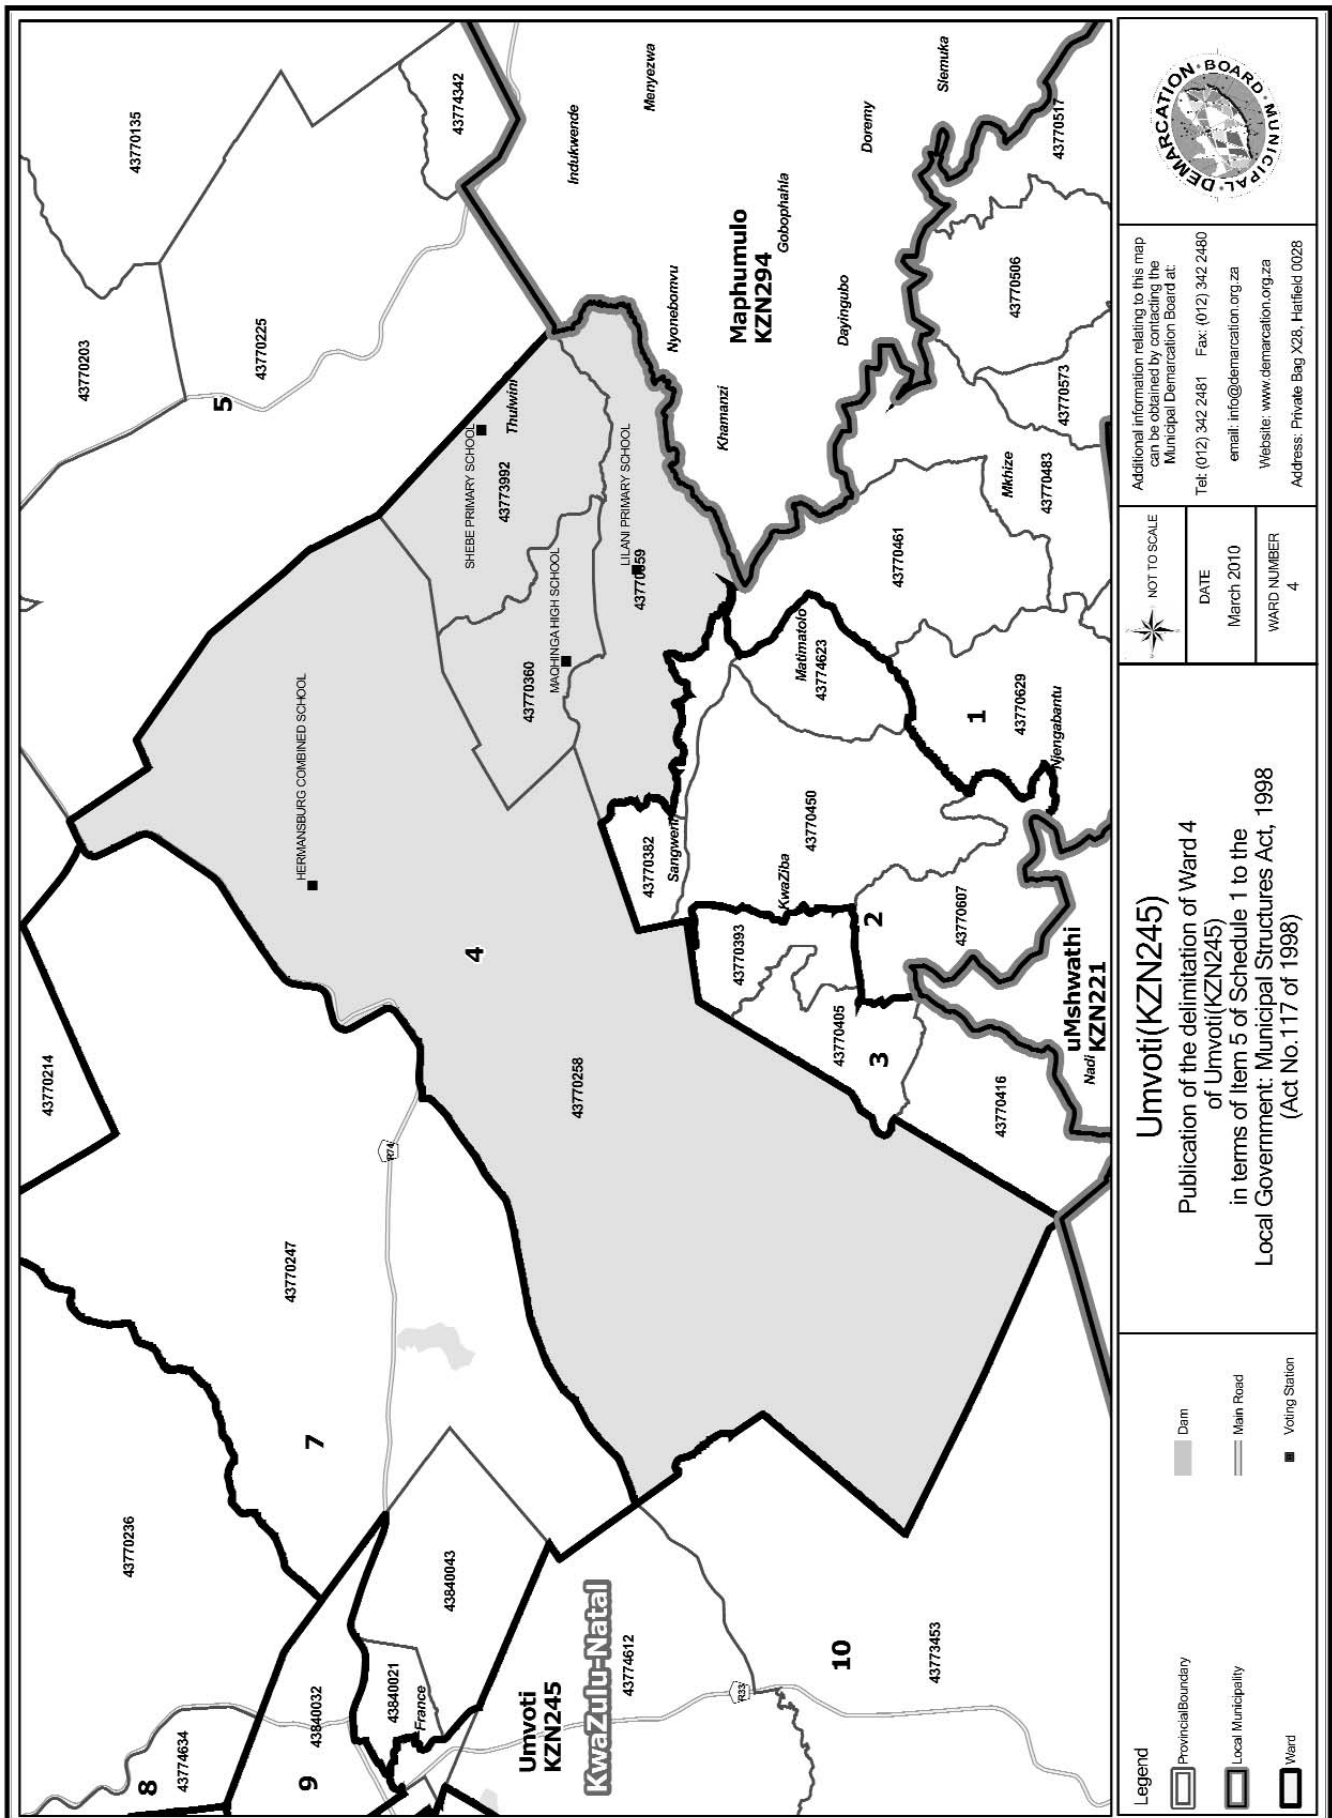 8
43774634
9
43840032
43840021
France
43840043
43770236
7
43770247
43770214
R74
Umvoti
KZN245
KwaZulu-Natal
43774612
R33
10
43773453
4
43770258
HERMANSBURG COMBINED SCHOOL
43770203
43770135
5
43770225
43774342
SHEBE PRIMARY SCHOOL
Thulwini
43773992
43770360
MAQHINGA HIGH SCHOOL
LILANI PRIMARY SCHOOL
43770382
Sangweni
43770393
KwaZiba
43770450
Matimatolo
43774623
43770405
3
2
43770607
43770416
Nadi
uMshwathi
KZN221
1
43770629
Njengabantu
43770461
Mkhize
43770483
43770573
43770506
43770517
Indukwende
Menyezwa
Nyonebomvu
Maphumulo
KZN294
Gobophahla
Khamanzi
Dayingubo
Doremy
Slemuka
Legend
Provincial Boundary
Local Municipality
Ward
Dam
Main Road
Voting Station
Umvoti(KZN245)
Publication of the delimitation of Ward 4
of Umvoti(KZN245)
in terms of Item 5 of Schedule 1 to the
Local Government: Municipal Structures Act, 1998
(Act No.117 of 1998)
NOT TO SCALE
DATE
March 2010
WARD NUMBER
4
Additional information relating to this map
can be obtained by contacting the
Municipal Demarcation Board at:
Tel: (012) 342 2481 Fax: (012) 342 2480
email: info@demarcation.org.za
Website: www.demarcation.org.za
Address: Private Bag X28, Hatfield 0028
MUNICIPAL DEMARCATION BOARD